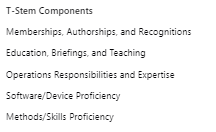 T-Stem Components
Memberships, Authorships, and Recognitions
Education, Briefings, and Teaching
Operations Responsibilities and Expertise
Software/Device Proficiency
Methods/Skills Proficiency